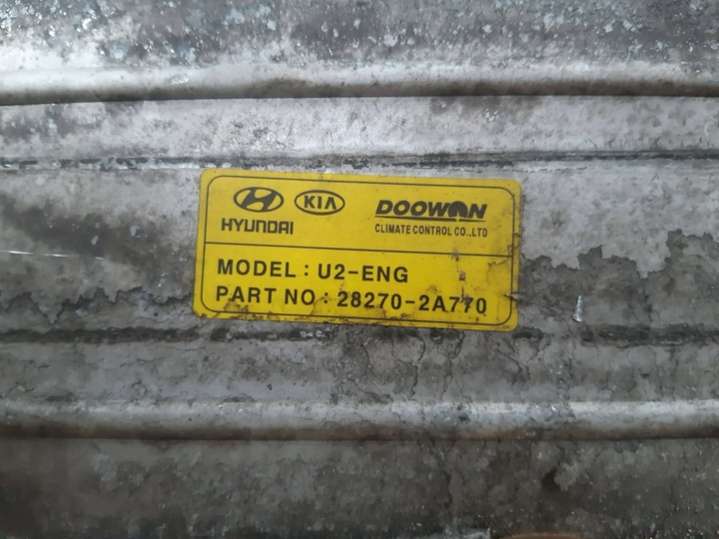 HYUNDAI KIA DOOWON
CLIMATE CONTROL CO.,LTD
MODEL : U2-ENG
PART NO : 28270-2A770